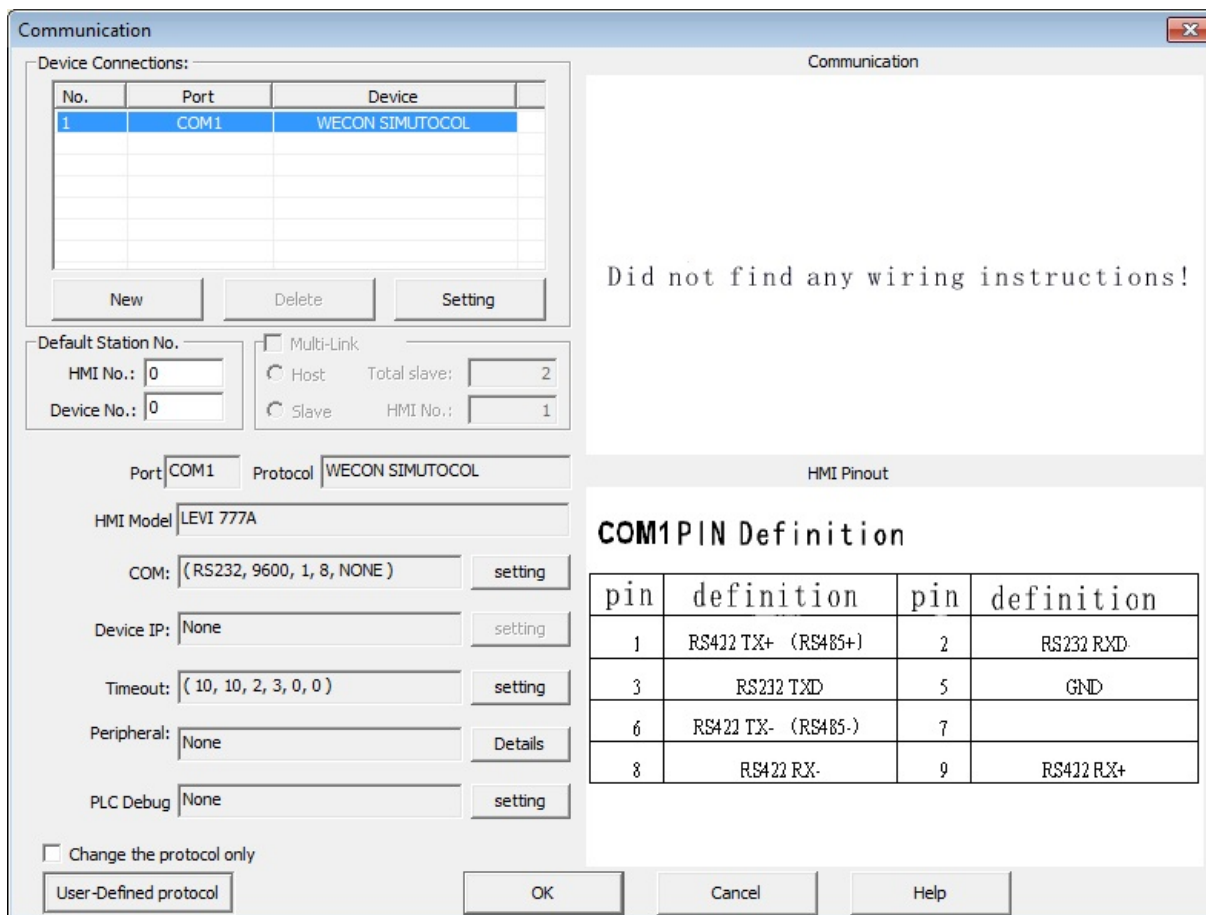 Communication
Device Connections:
No. Port Device
1 COM1 WECON SIMUTOCOL
New Delete Setting
Default Station No.
HMI No.: 0
Device No.: 0
Multi-Link
Host Total slave: 2
Slave HMI No.: 1
Port COM1 Protocol WECON SIMUTOCOL
HMI Model LEVI 777A
COM: ( RS232, 9600, 1, 8, NONE ) setting
Device IP: None setting
Timeout: ( 10, 10, 2, 3, 0, 0 ) setting
Peripheral: None Details
PLC Debug None setting
Change the protocol only
User-Defined protocol
Communication
Did not find any wiring instructions!
HMI Pinout
COM1 PIN Definition
pin definition pin definition
1 RS422 TX+ (RS485+) 2 RS232 RXD
3 RS232 TXD 5 GND
6 RS422 TX- (RS485-) 7
8 RS422 RX- 9 RS422 RX+
OK Cancel Help